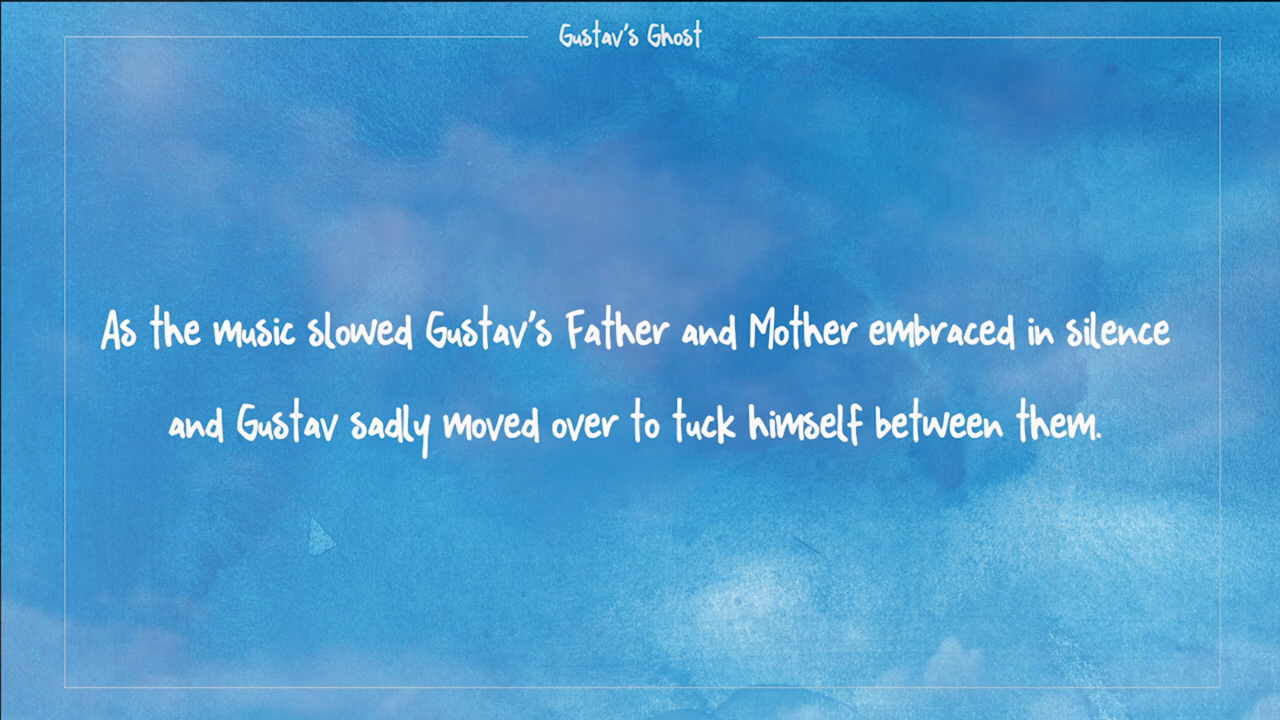 Gustav's Ghost
As the music slowed Gustav's Father and Mother embraced in silence
and Gustav sadly moved over to tuck himself between them.